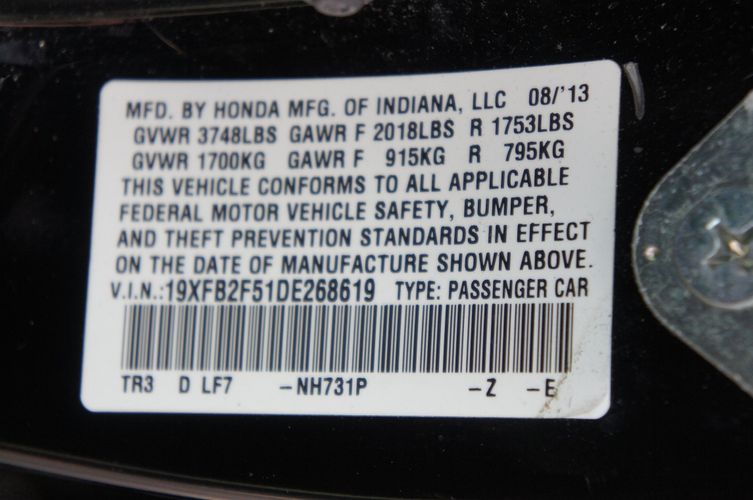 MFD. BY HONDA MFG. OF INDIANA, LLC 08/'13
GVWR 3748LBS GAWR F 2018LBS R 1753LBS
GVWR 1700KG GAWR F 915KG R 795KG
THIS VEHICLE CONFORMS TO ALL APPLICABLE
FEDERAL MOTOR VEHICLE SAFETY, BUMPER,
AND THEFT PREVENTION STANDARDS IN EFFECT
ON THE DATE OF MANUFACTURE SHOWN ABOVE.
V.I.N.:19XFB2F51DE268619 TYPE: PASSENGER CAR
TR3 D LF7 -NH731P -Z -E